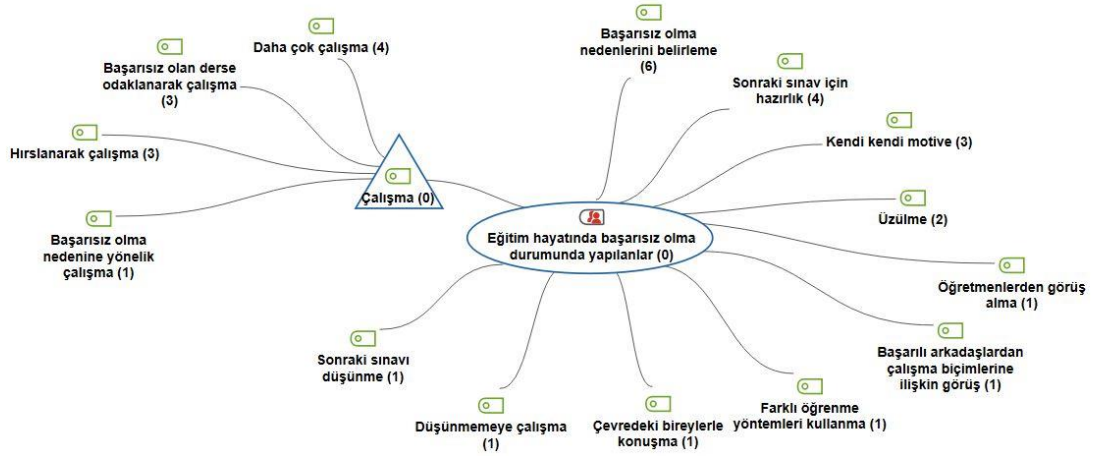 Daha çok çalışma (4)
Başarısız olan derse
odaklanarak çalışma
(3)
Hırslanarak çalışma (3)
Başarısız olma
nedenine yönelik
çalışma (1)
Çalışma (0)
Başarısız olma
nedenlerini belirleme
(6)
Sonraki sınav için
hazırlık (4)
Kendi kendi motive (3)
Üzülme (2)
Eğitim hayatında başarısız olma
durumunda yapılanlar (0)
Öğretmenlerden görüş
alma (1)
Başarılı arkadaşlardan
çalışma biçimlerine
ilişkin görüş (1)
Farklı öğrenme
yöntemleri kullanma (1)
Çevredeki bireylerle
konuşma (1)
Düşünmemeye çalışma
(1)
Sonraki sınavı
düşünme (1)